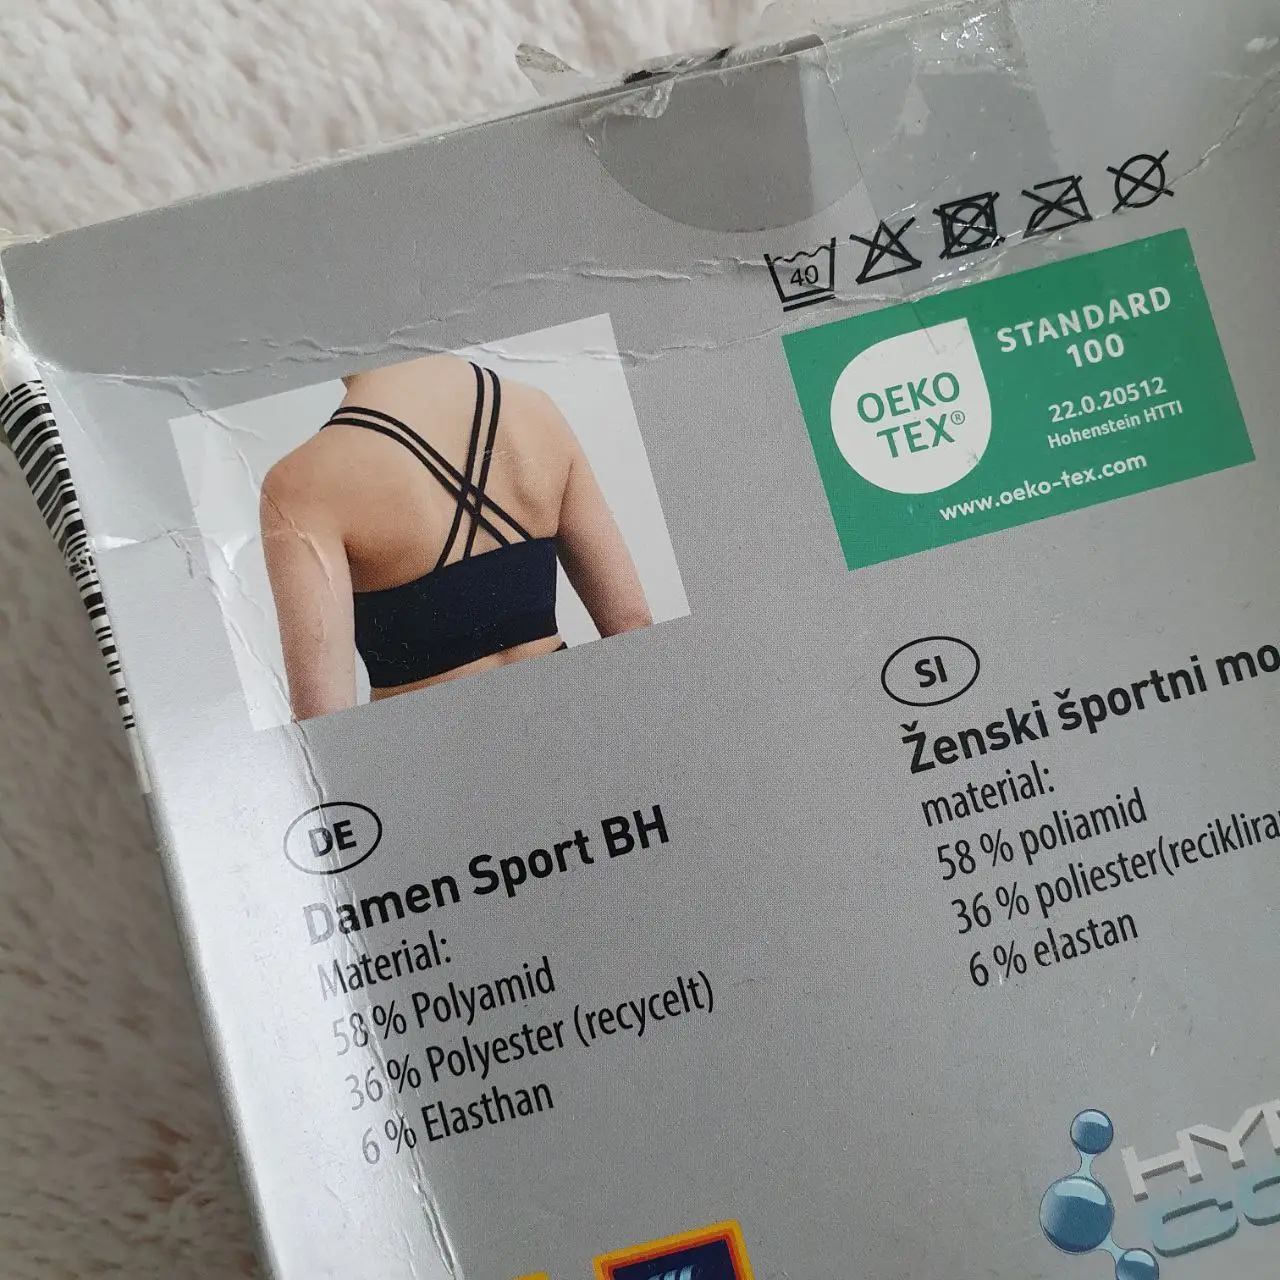 40
OEKO
TEX®
STANDARD
100
22.0.20512
Hohenstein HTTI
www.oeko-tex.com
DE
Damen Sport BH
Material:
58 % Polyamid
36 % Polyester (recycelt)
6 % Elasthan
SI
Ženski športni mo
material:
58 % poliamid
36 % poliester(reciklira
6 % elastan